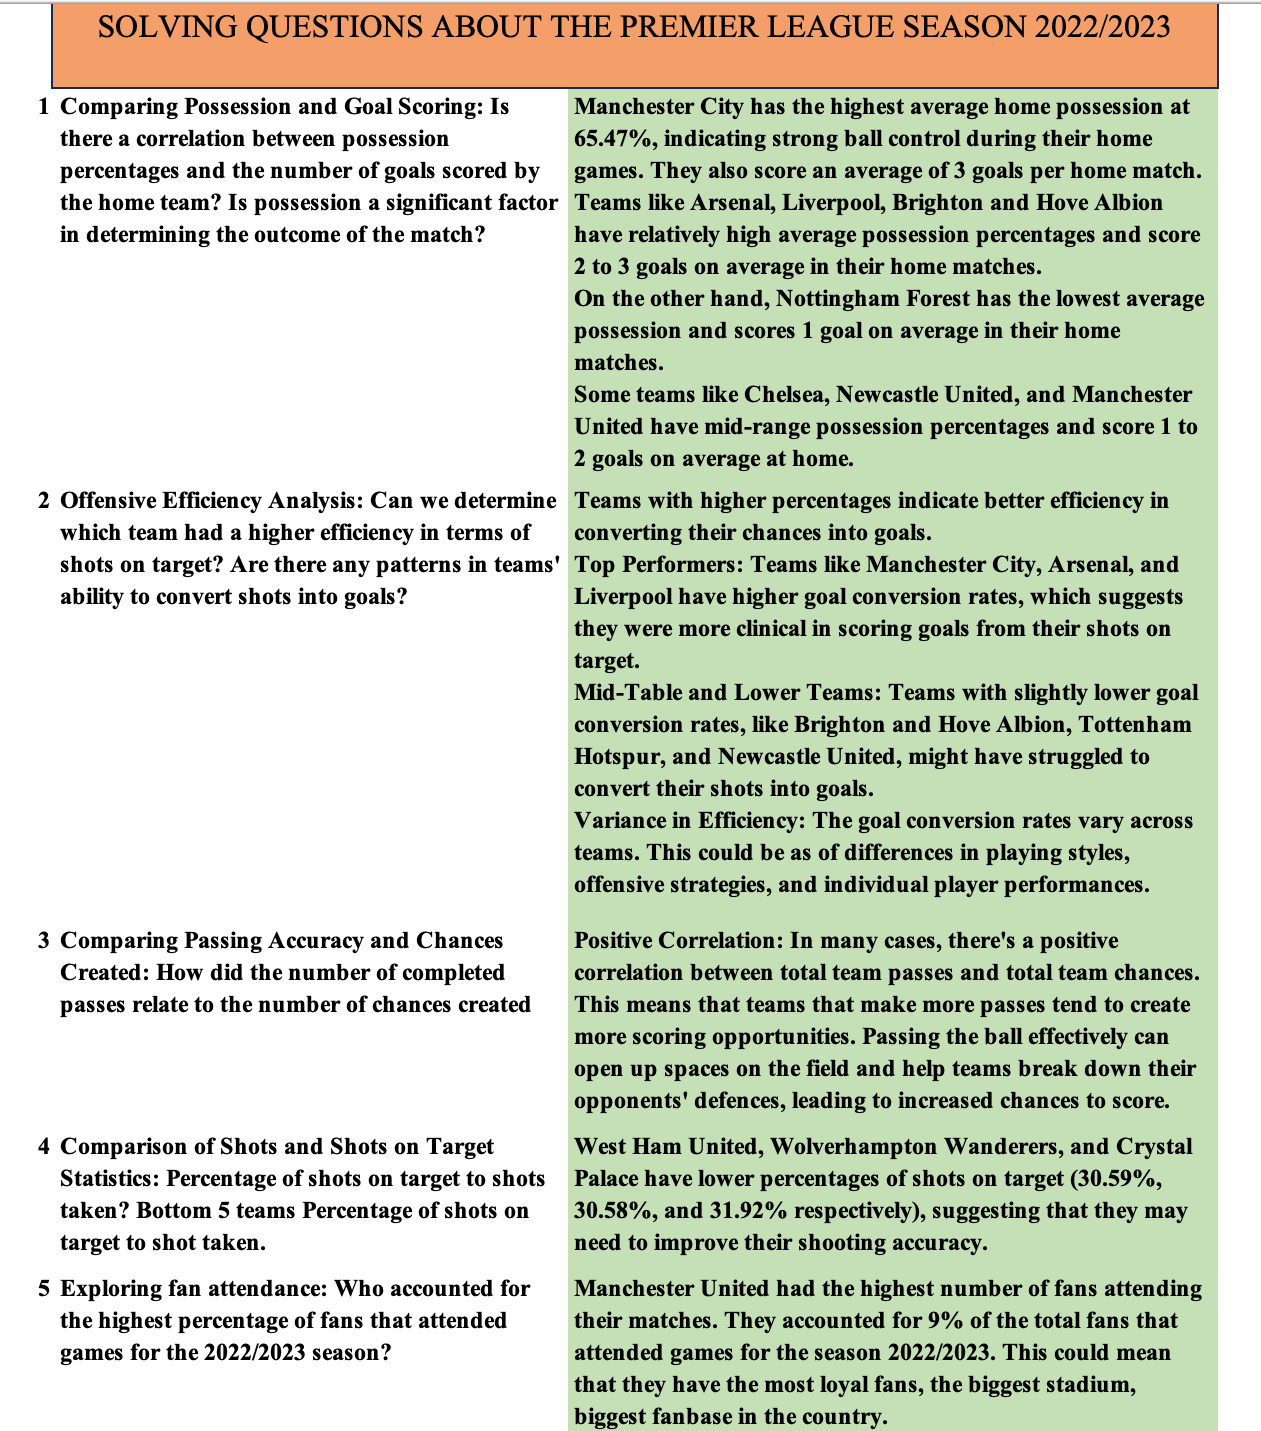 SOLVING QUESTIONS ABOUT THE PREMIER LEAGUE SEASON 2022/2023
1 Comparing Possession and Goal Scoring: Is
there a correlation between possession
percentages and the number of goals scored by
the home team? Is possession a significant factor
in determining the outcome of the match?
Manchester City has the highest average home possession at
65.47%, indicating strong ball control during their home
games. They also score an average of 3 goals per home match.
Teams like Arsenal, Liverpool, Brighton and Hove Albion
have relatively high average possession percentages and score
2 to 3 goals on average in their home matches.
On the other hand, Nottingham Forest has the lowest average
possession and scores 1 goal on average in their home
matches.
Some teams like Chelsea, Newcastle United, and Manchester
United have mid-range possession percentages and score 1 to
2 goals on average at home.
2 Offensive Efficiency Analysis: Can we determine
which team had a higher efficiency in terms of
shots on target? Are there any patterns in teams'
ability to convert shots into goals?
Teams with higher percentages indicate better efficiency in
converting their chances into goals.
Top Performers: Teams like Manchester City, Arsenal, and
Liverpool have higher goal conversion rates, which suggests
they were more clinical in scoring goals from their shots on
target.
Mid-Table and Lower Teams: Teams with slightly lower goal
conversion rates, like Brighton and Hove Albion, Tottenham
Hotspur, and Newcastle United, might have struggled to
convert their shots into goals.
Variance in Efficiency: The goal conversion rates vary across
teams. This could be as of differences in playing styles,
offensive strategies, and individual player performances.
3 Comparing Passing Accuracy and Chances
Created: How did the number of completed
passes relate to the number of chances created
Positive Correlation: In many cases, there's a positive
correlation between total team passes and total team chances.
This means that teams that make more passes tend to create
more scoring opportunities. Passing the ball effectively can
open up spaces on the field and help teams break down their
opponents' defences, leading to increased chances to score.
4 Comparison of Shots and Shots on Target
Statistics: Percentage of shots on target to shots
taken? Bottom 5 teams Percentage of shots on
target to shot taken.
West Ham United, Wolverhampton Wanderers, and Crystal
Palace have lower percentages of shots on target (30.59%,
30.58%, and 31.92% respectively), suggesting that they may
need to improve their shooting accuracy.
5 Exploring fan attendance: Who accounted for
the highest percentage of fans that attended
games for the 2022/2023 season?
Manchester United had the highest number of fans attending
their matches. They accounted for 9% of the total fans that
attended games for the season 2022/2023. This could mean
that they have the most loyal fans, the biggest stadium,
biggest fanbase in the country.